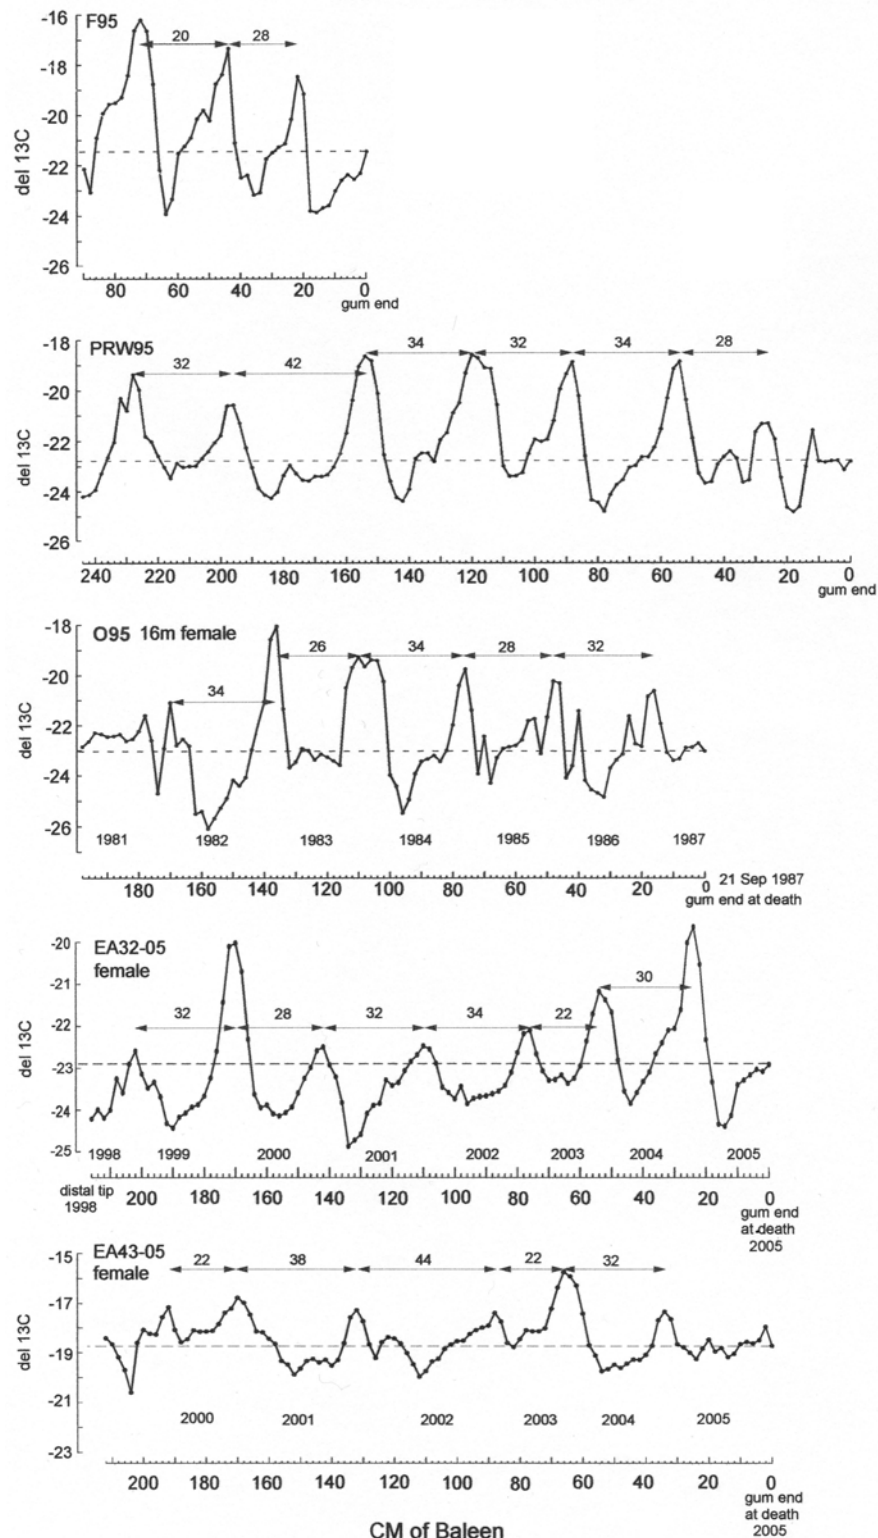 F95
-16
-18
-20
-22
-24
-26
del 13C
20
28
80 60 40 20 0
gum end
PRW95
-18
-20
-22
-24
-26
del 13C
32 42 34 32 34 28
240 220 200 180 160 140 120 100 80 60 40 20 0
gum end
O95 16m female
-18
-20
-22
-24
-26
del 13C
34 26 34 28 32
1981 1982 1983 1984 1985 1986 1987
180 160 140 120 100 80 60 40 20 0
21 Sep 1987
gum end at death
EA32-05
female
-20
-21
-22
-23
-24
-25
del 13C
32 28 32 34 22 30
1998 1999 2000 2001 2002 2003 2004 2005
distal tip
1998
200 180 160 140 120 100 80 60 40 20 0
gum end
at death
2005
EA43-05
female
-15
-17
-19
-21
-23
del 13C
22 38 44 22 32
2000 2001 2002 2003 2004 2005
200 180 160 140 120 100 80 60 40 20 0
gum end
at death
2005
CM of Baleen